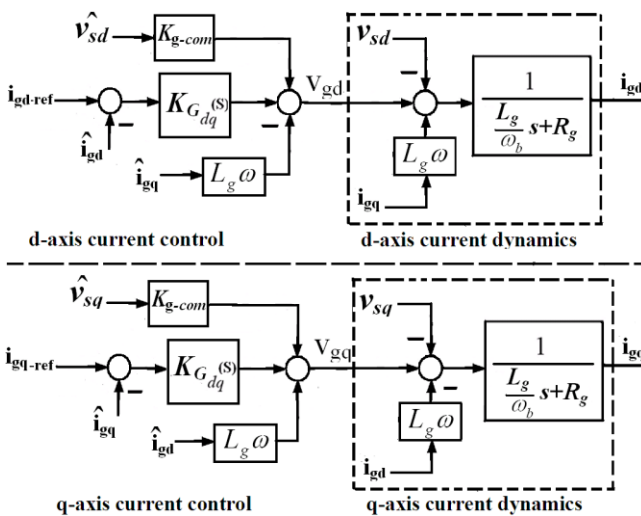 v̂sd
Kg-com
vsd
igd-ref
KGdq(S)
Vgd
1
Lg/ωb s+Rg
igd
îgd
îgq
Lgω
Lgω
igq
d-axis current control
d-axis current dynamics
v̂sq
Kg-com
vsq
igq-ref
KGdq(S)
Vgq
1
Lg/ωb s+Rg
igq
îgq
îgd
Lgω
Lgω
igd
q-axis current control
q-axis current dynamics